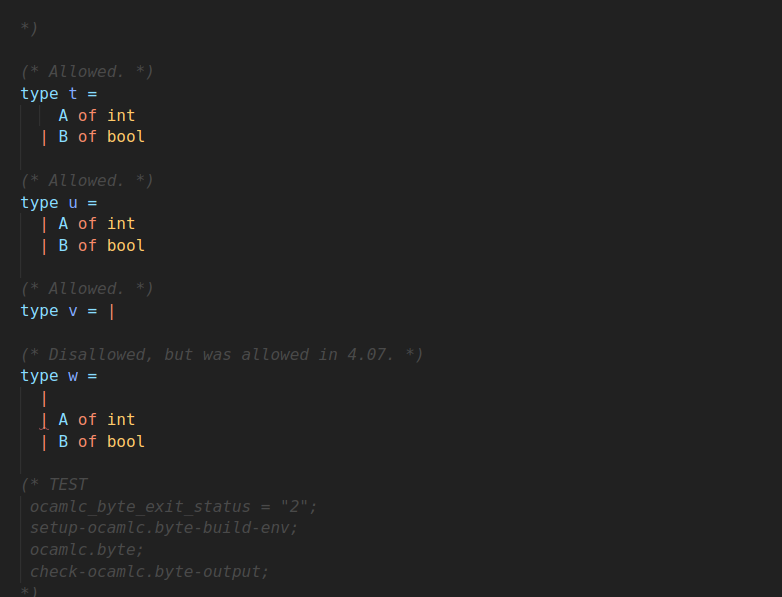 *)
(* Allowed. *)
type t =
A of int
| B of bool
(* Allowed. *)
type u =
| A of int
| B of bool
(* Allowed. *)
type v = |
(* Disallowed, but was allowed in 4.07. *)
type w =
|
| A of int
| B of bool
(* TEST
ocamlc_byte_exit_status = "2";
setup-ocamlc.byte-build-env;
ocamlc.byte;
check-ocamlc.byte-output;
*)